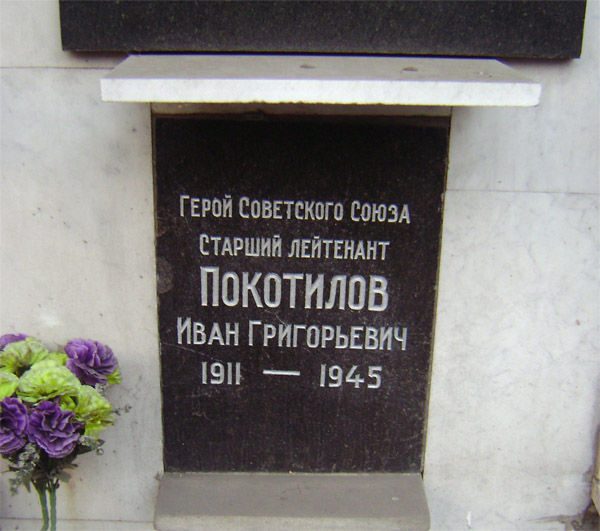 Герой Советского Союза
старший лейтенант
Покотилов
Иван Григорьевич
1911 — 1945